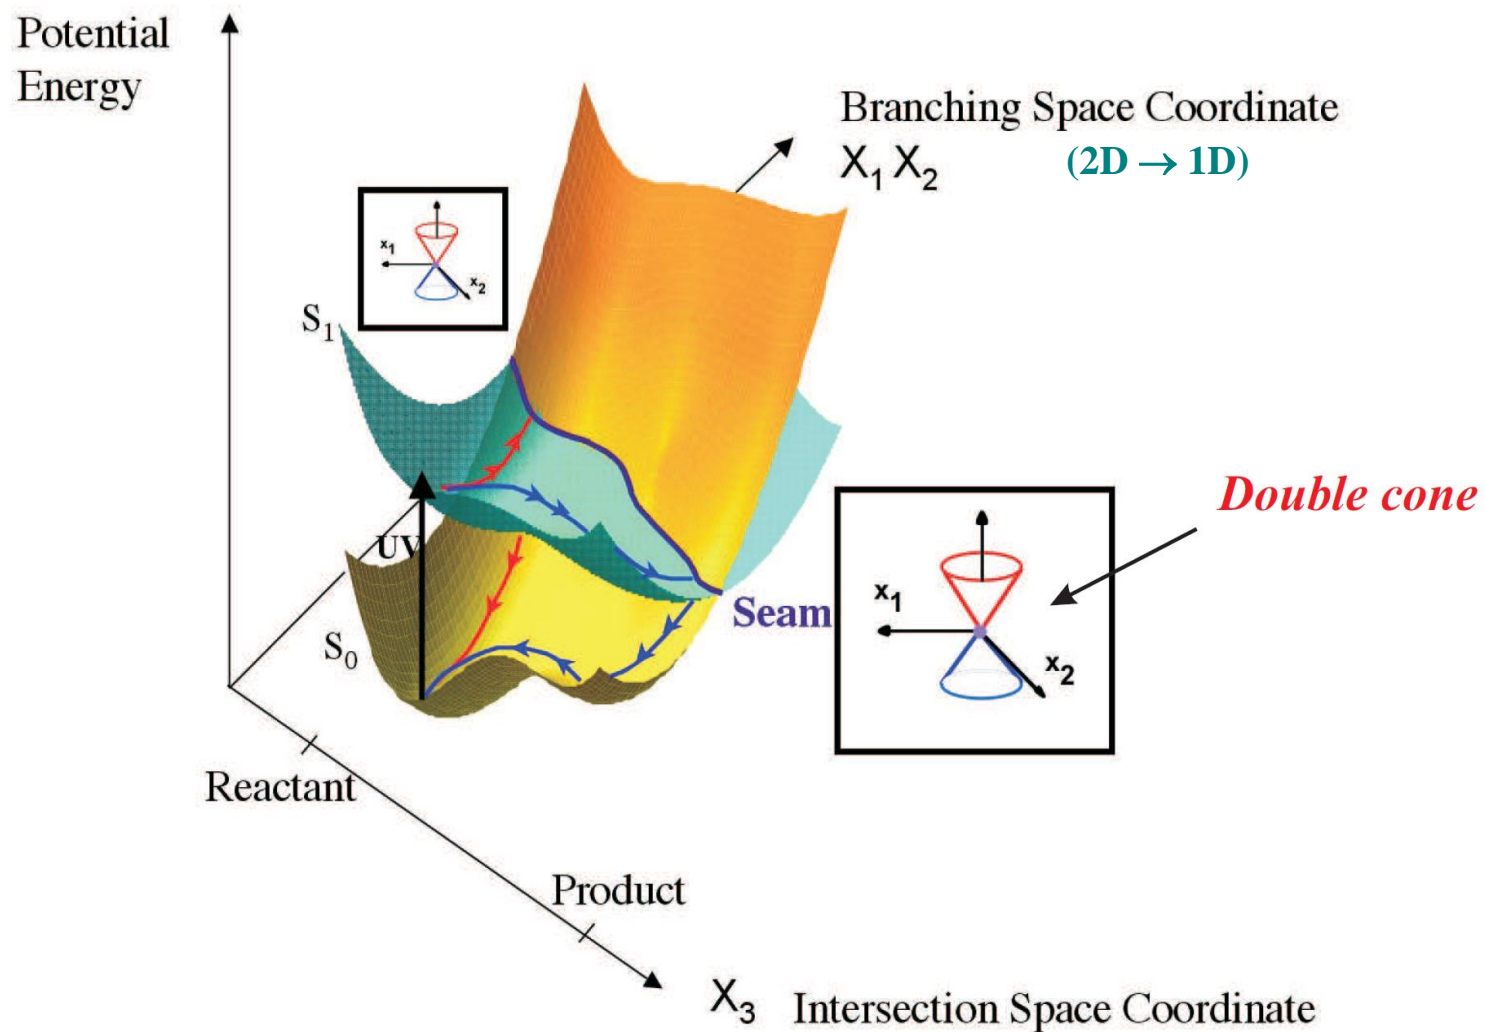 Potential
Energy
Branching Space Coordinate
X₁ X₂
(2D → 1D)
x₁
x₂
S₁
UV
S₀
Seam
Double cone
x₁
x₂
Reactant
Product
X₃
Intersection Space Coordinate